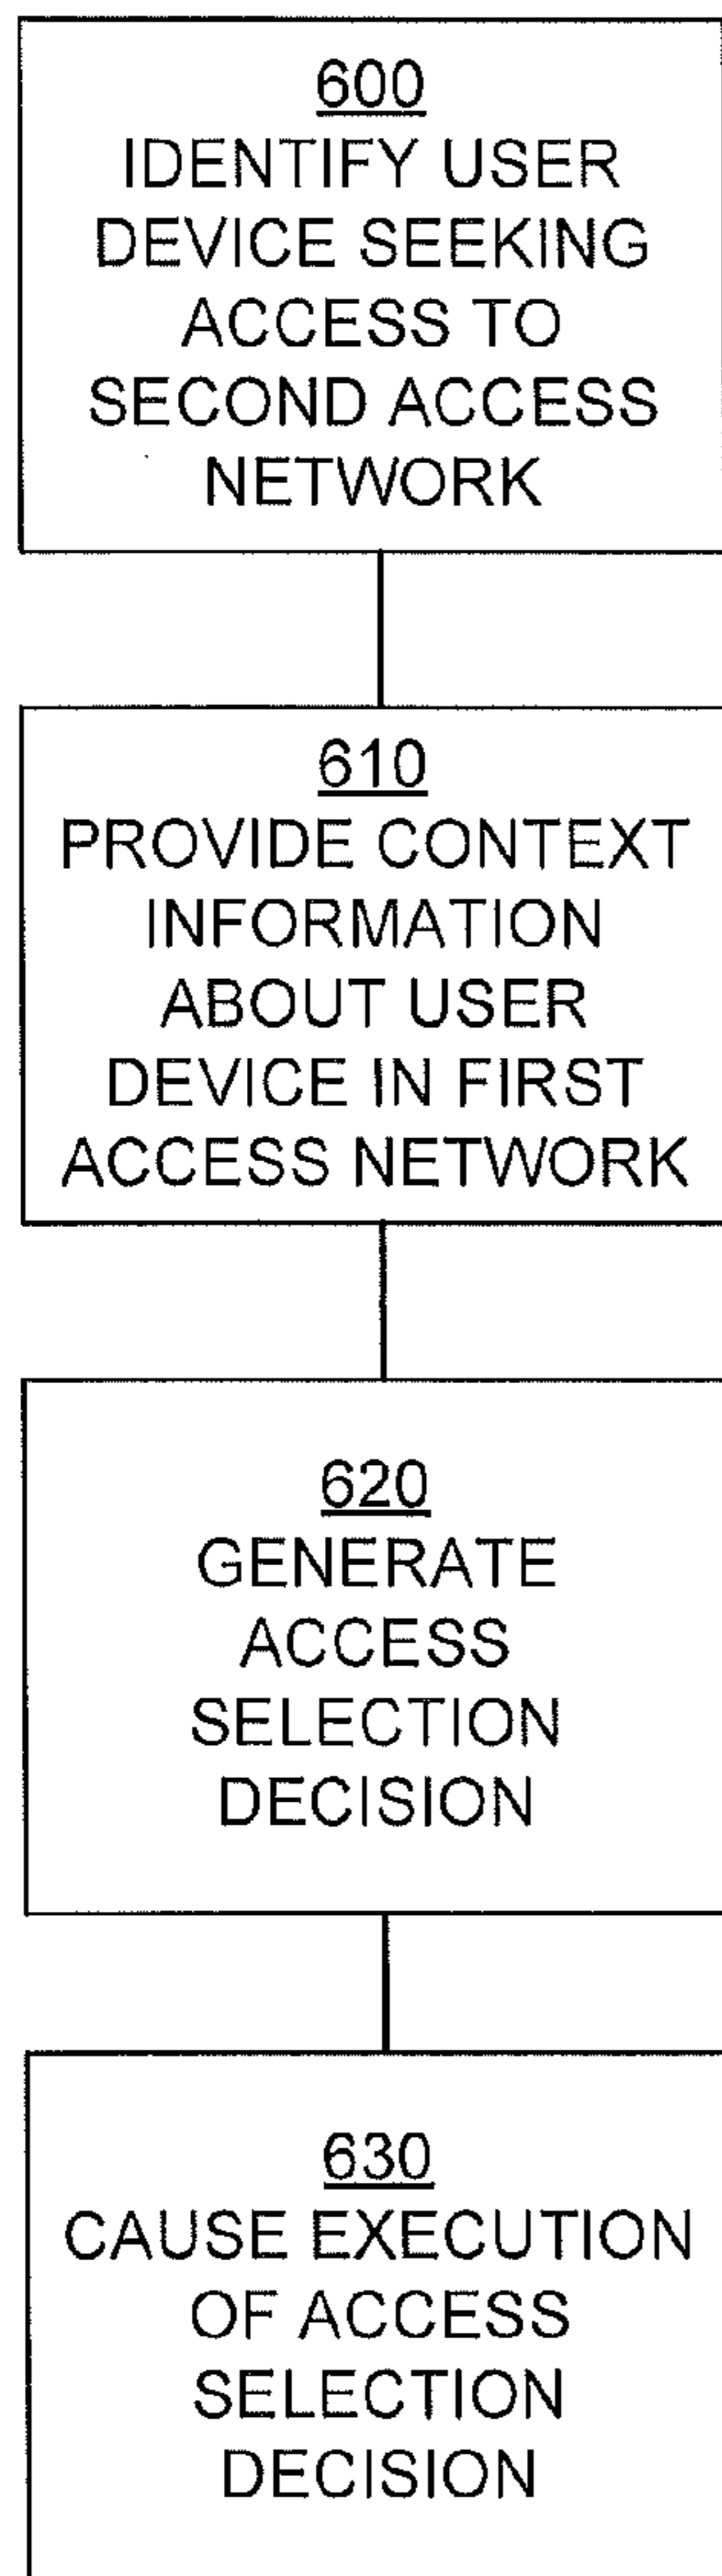 600
IDENTIFY USER
DEVICE SEEKING
ACCESS TO
SECOND ACCESS
NETWORK
610
PROVIDE CONTEXT
INFORMATION
ABOUT USER
DEVICE IN FIRST
ACCESS NETWORK
620
GENERATE
ACCESS
SELECTION
DECISION
630
CAUSE EXECUTION
OF ACCESS
SELECTION
DECISION